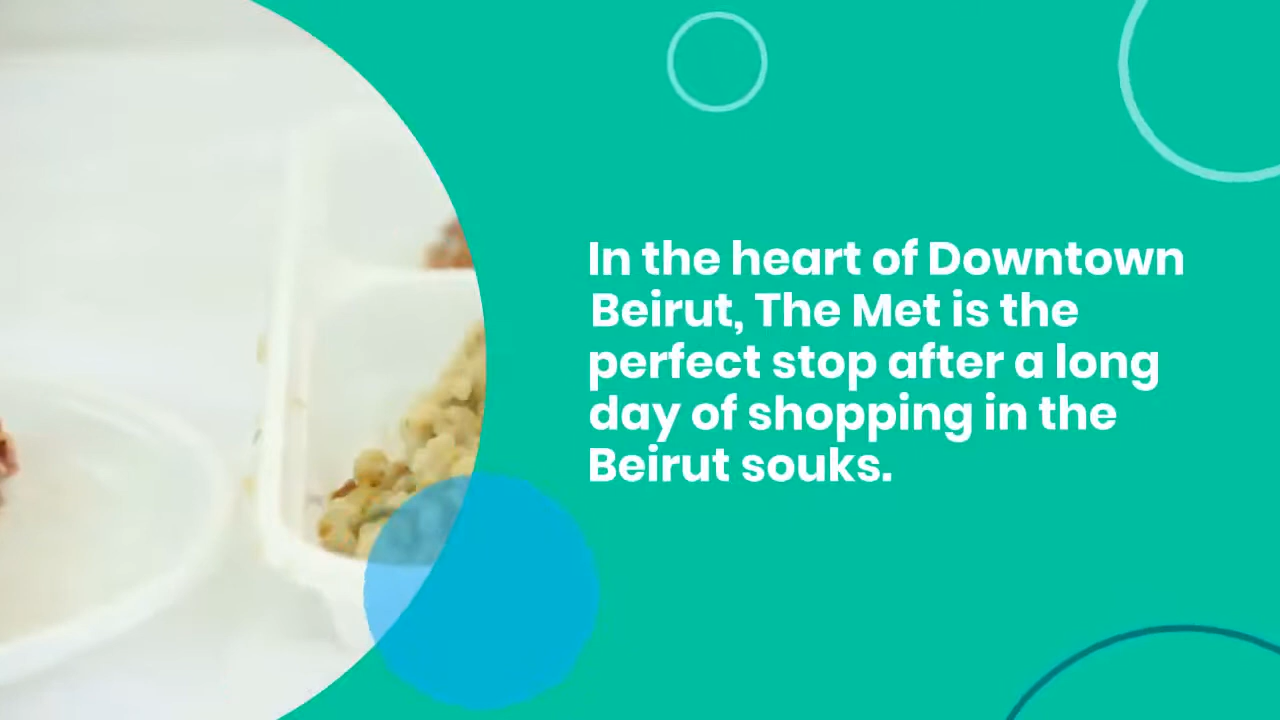 In the heart of Downtown
Beirut, The Met is the
perfect stop after a long
day of shopping in the
Beirut souks.